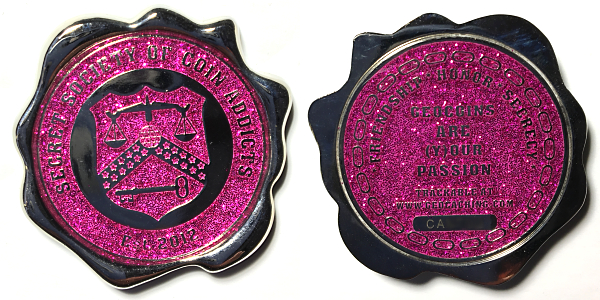 SECRET SOCIETY OF COIN ADDICTS
EST 2012
FRIENDSHIP, HONOR, SECRECY
GEOCOINS
ARE
(Y)OUR
PASSION
TRACKABLE AT
WWW.GEOCACHING.COM
CA